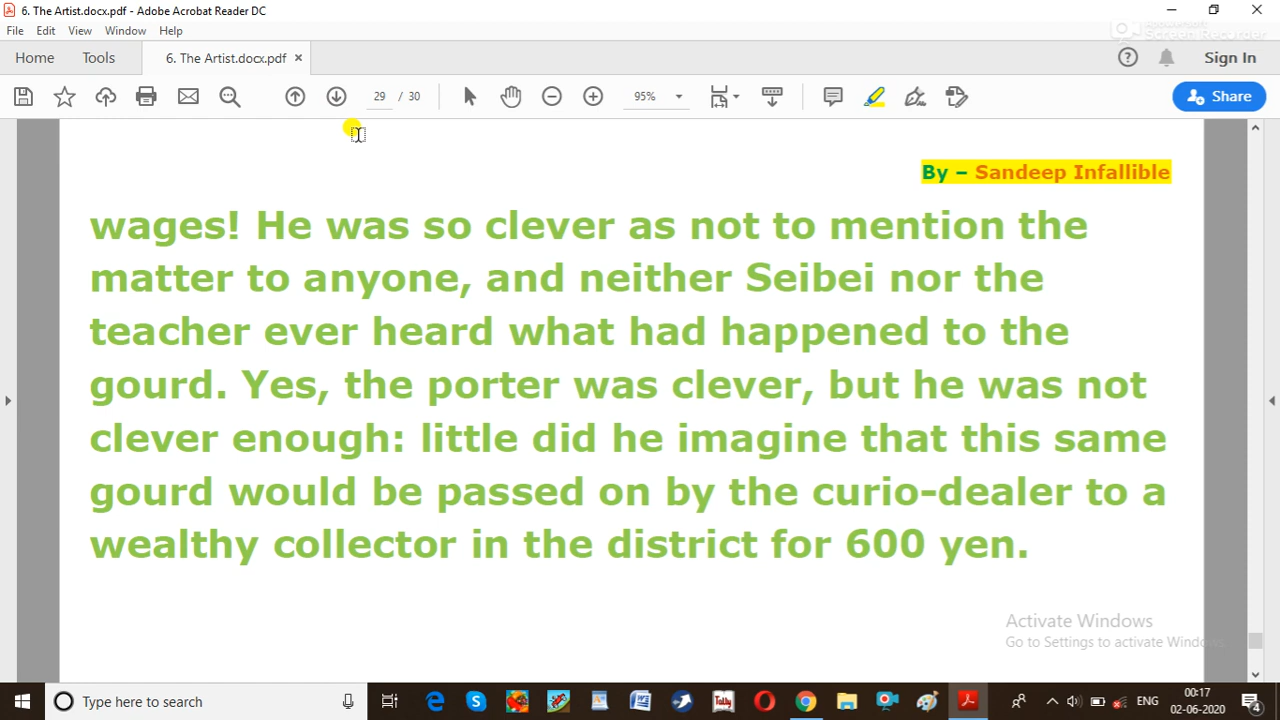 6. The Artist.docx.pdf - Adobe Acrobat Reader DC
File Edit View Window Help
Screen Recorder
Home Tools 6. The Artist.docx.pdf × Sign In
29 / 30 95% Share
By – Sandeep Infallible
wages! He was so clever as not to mention the
matter to anyone, and neither Seibei nor the
teacher ever heard what had happened to the
gourd. Yes, the porter was clever, but he was not
clever enough: little did he imagine that this same
gourd would be passed on by the curio-dealer to a
wealthy collector in the district for 600 yen.
Activate Windows
Go to Settings to activate Windows.
Type here to search
Tally
ENG
00:17
02-06-2020
4